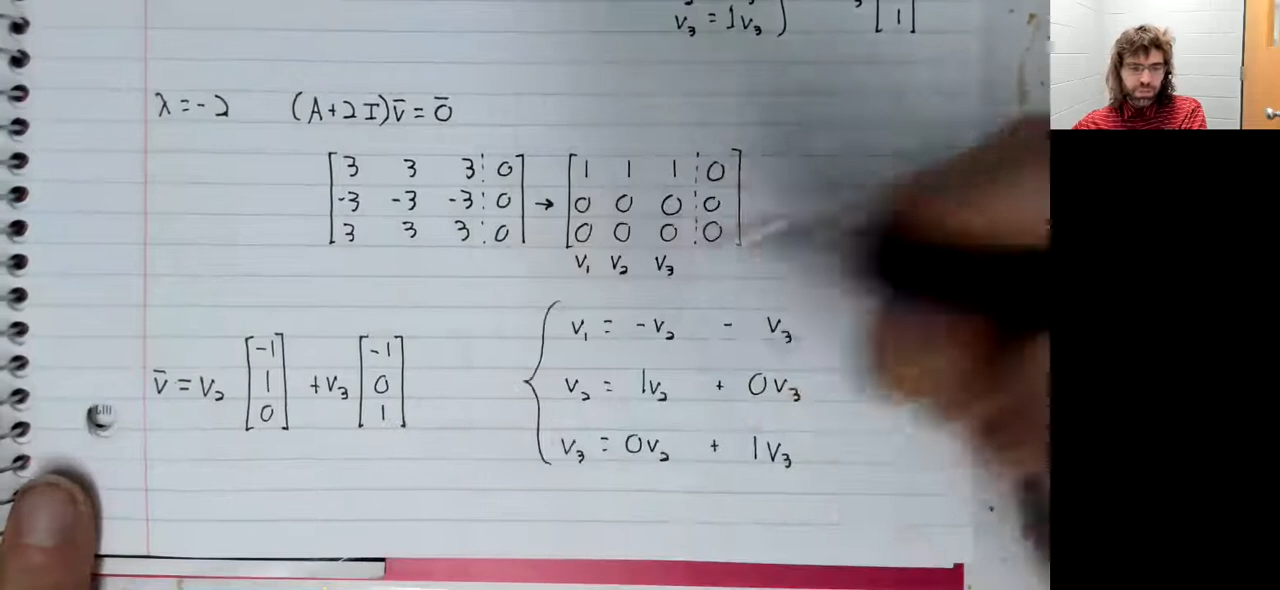 v₃ = 1v₃ ) [ 1 ]
λ = -2 (A+2I)v̄ = 0̄
[ 3 3 3 ⋮ 0 ] [ 1 1 1 ⋮ 0 ]
[ -3 -3 -3 ⋮ 0 ] → [ 0 0 0 ⋮ 0 ]
[ 3 3 3 ⋮ 0 ] [ 0 0 0 ⋮ 0 ]
v₁ v₂ v₃
{ v₁ = -v₂ - v₃
v₂ = 1v₂ + 0v₃
v₃ = 0v₂ + 1v₃
[ -1 ] [ -1 ]
v̄ = v₂ [ 1 ] + v₃ [ 0 ]
[ 0 ] [ 1 ]